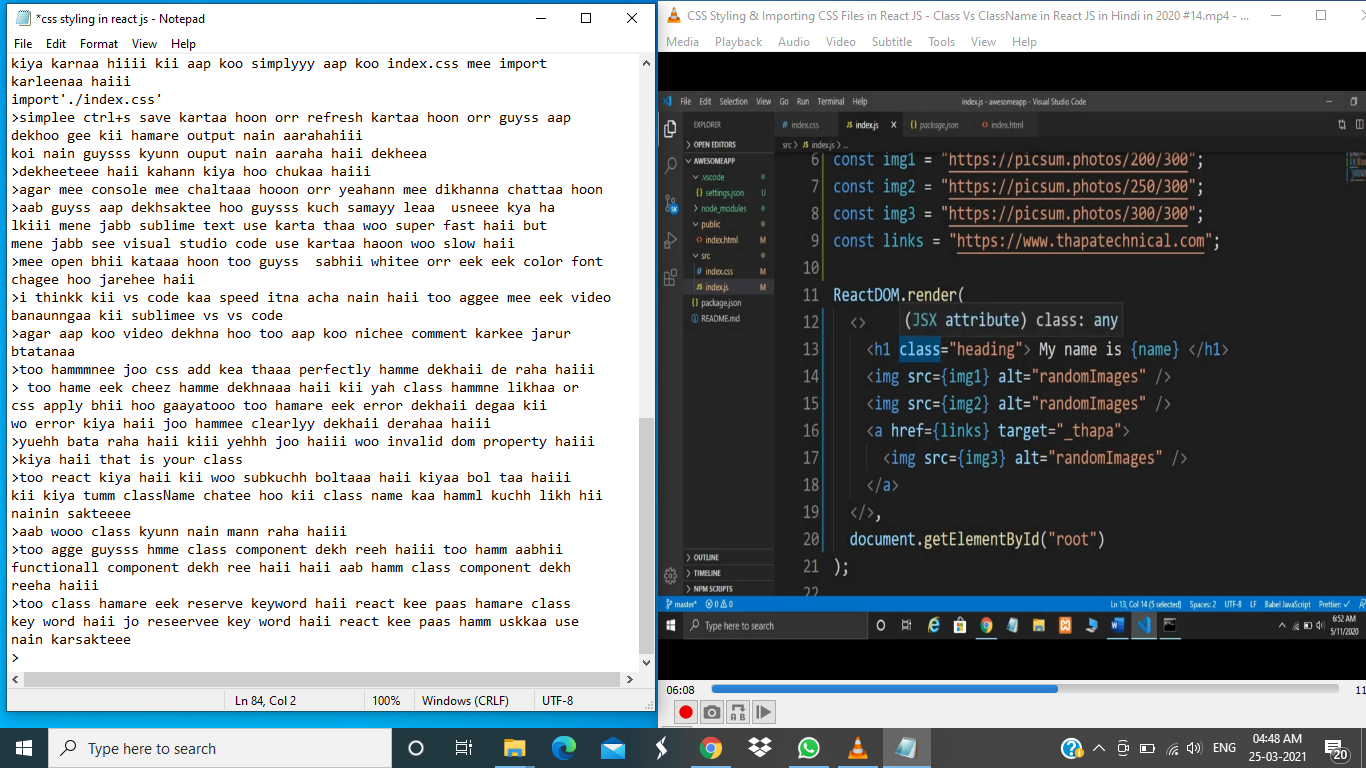 *css styling in react js - Notepad
File Edit Format View Help
kiya karnaa hiiii kii aap koo simplyyy aap koo index.css mee import
karleenaa haiii
import'./index.css'
>simplee ctrl+s save kartaa hoon orr refresh kartaa hoon orr guyss aap
dekhoo gee kii hamare output nain aarahahiii
koi nain guysss kyunn ouput nain aaraha haii dekheea
>dekheeteee haii kahann kiya hoo chukaa haiii
>agar mee console mee chaltaaa hooon orr yeahann mee dikhanna chattaa hoon
>aab guyss aap dekhsaktee hoo guysss kuch samayy leaa  usneee kya ha
lkiii mene jabb sublime text use karta thaa woo super fast haii but
mene jabb see visual studio code use kartaa haoon woo slow haii
>mee open bhii kataaa hoon too guyss  sabhii whitee orr eek eek color font
chagee hoo jarehee haii
>i thinkk kii vs code kaa speed itna acha nain haii too aggee mee eek video
banaunngaa kii sublimee vs vs code
>agar aap koo video dekhna hoo too aap koo nichee comment karkee jarur
btatanaa
>too hammmnee joo css add kea thaaa perfectly hamme dekhaii de raha haiii
> too hame eek cheez hamme dekhnaaa haii kii yah class hammne likhaa or
css apply bhii hoo gaayatooo too hamare eek error dekhaii degaa kii
wo error kiya haii joo hammee clearlyy dekhaii derahaa haiii
>yuehh bata raha haii kiii yehhh joo haiii woo invalid dom property haiii
>kiya haii that is your class
>too react kiya haii kii woo subkuchh boltaaa haii kiyaa bol taa haiii
kii kiya tumm className chatee hoo kii class name kaa hamml kuchh likh hii
nainin sakteeee
>aab wooo class kyunn nain mann raha haiii
>too agge guysss hmme class component dekh reeh haiii too hamm aabhii
functionall component dekh ree haii haii aab hamm class component dekh
reeha haiii
>too class hamare eek reserve keyword haii react kee paas hamare class
key word haii jo reseervee key word haii react kee paas hamm uskkaa use
nain karsakteee
>
Ln 84, Col 2 100% Windows (CRLF) UTF-8
CSS Styling & Importing CSS Files in React JS - Class Vs ClassName in React JS in Hindi in 2020 #14.mp4 - ...
Media Playback Audio Video Subtitle Tools View Help
File Edit Selection View Go Run Terminal Help index.js - awesomeapp - Visual Studio Code
EXPLORER
OPEN EDITORS
AWESOMEAPP
.vscode
settings.json U
node_modules
public
index.html M
src
index.css M
index.js M
package.json
README.md
OUTLINE
TIMELINE
NPM SCRIPTS
# index.css JS index.js X package.json index.html
src > JS index.js > ...
6 const img1 = "https://picsum.photos/200/300";
7 const img2 = "https://picsum.photos/250/300";
8 const img3 = "https://picsum.photos/300/300";
9 const links = "https://www.thapatechnical.com";
10
11 ReactDOM.render(
12 <> (JSX attribute) class: any
13 <h1 class="heading"> My name is {name} </h1>
14 <img src={img1} alt="randomImages" />
15 <img src={img2} alt="randomImages" />
16 <a href={links} target="_thapa">
17 <img src={img3} alt="randomImages" />
18 </a>
19 </>,
20 document.getElementById("root")
21 );
22
master* 0 0 Ln 13, Col 14 (5 selected) Spaces: 2 UTF-8 LF Babel JavaScript Prettier: ✓
Type here to search 6:52 AM
5/11/2020
06:08 11
Type here to search ENG 04:48 AM
25-03-2021 20